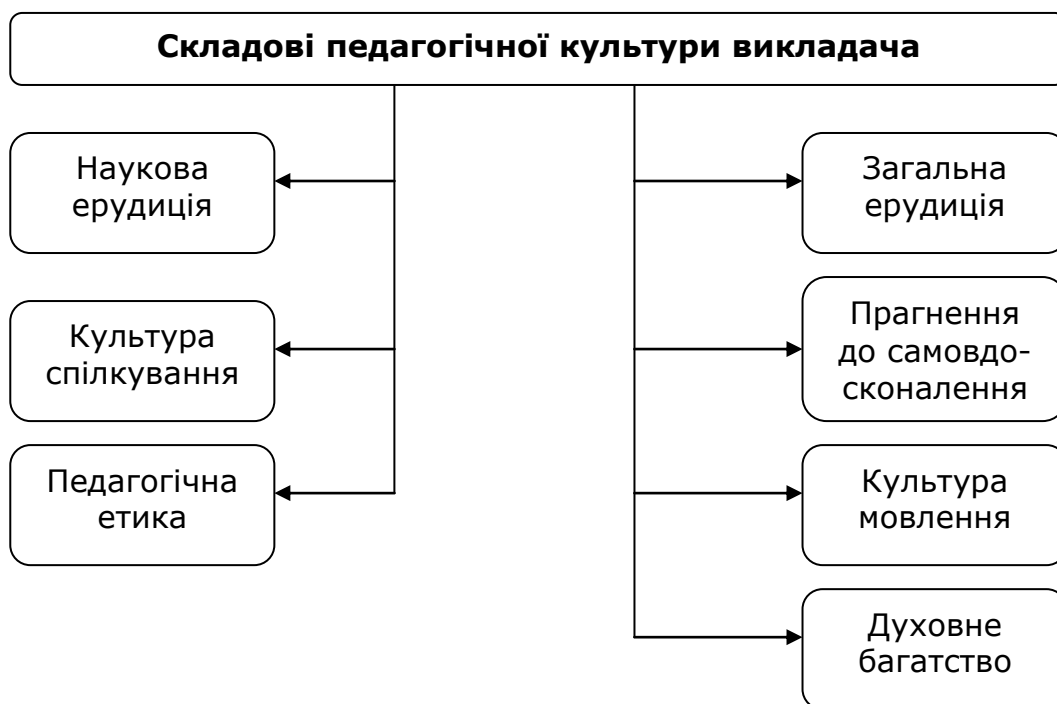 Складові педагогічної культури викладача
Наукова
ерудиція
Культура
спілкування
Педагогічна
етика
Загальна
ерудиція
Прагнення
до самовдо-
сконалення
Культура
мовлення
Духовне
багатство